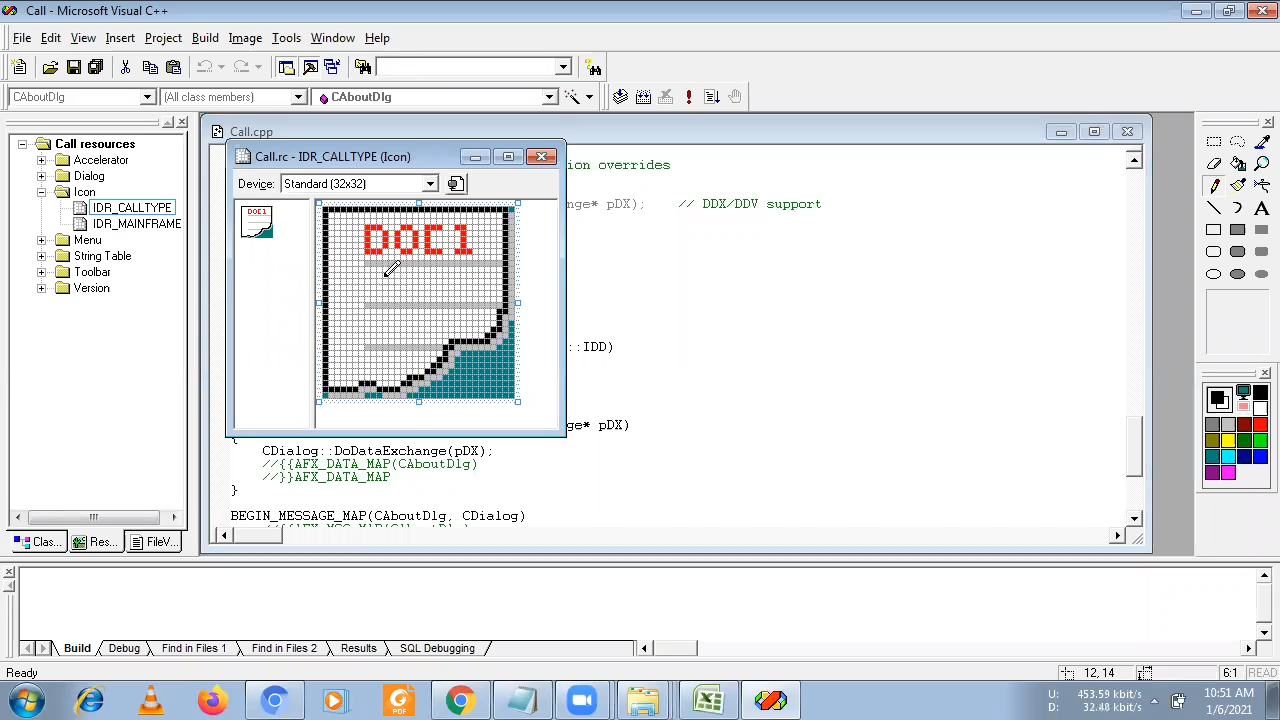 Call - Microsoft Visual C++
File Edit View Insert Project Build Image Tools Window Help
CAboutDlg (All class members) CAboutDlg
Call resources
Accelerator
Dialog
Icon
IDR_CALLTYPE
IDR_MAINFRAME
Menu
String Table
Toolbar
Version
Clas... Res... FileV...
Call.cpp
ion overrides
nge* pDX); // DDX/DDV support
::IDD)
ge* pDX)
{
CDialog::DoDataExchange(pDX);
//{{AFX_DATA_MAP(CAboutDlg)
//}}AFX_DATA_MAP
}
BEGIN_MESSAGE_MAP(CAboutDlg, CDialog)
Call.rc - IDR_CALLTYPE (Icon)
Device: Standard (32x32)
DOE1
DOE1
Build Debug Find in Files 1 Find in Files 2 Results SQL Debugging
Ready 12, 14 6:1 READ
PDF
U: 453.59 kbit/s
D: 32.48 kbit/s
10:51 AM
1/6/2021